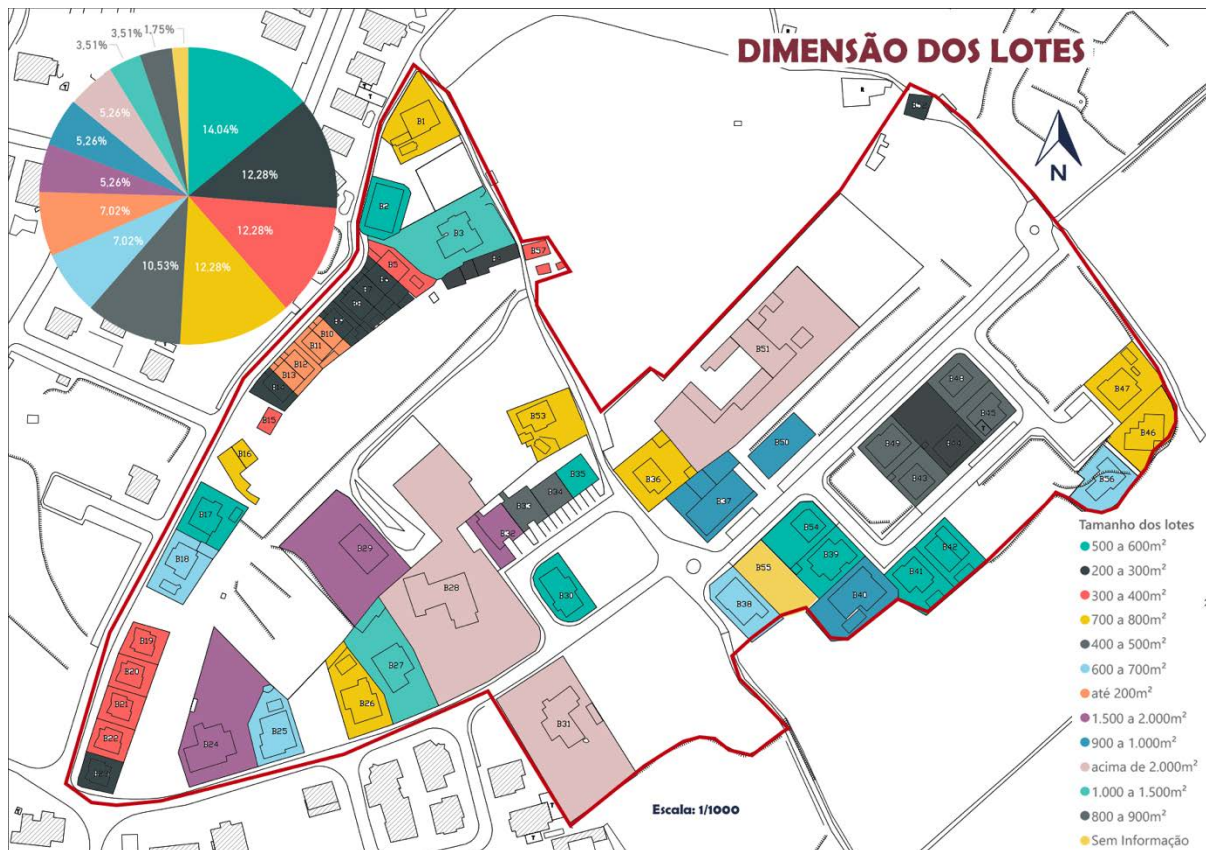 DIMENSÃO DOS LOTES
3,51%
3,51%
1,75%
14,04%
12,28%
12,28%
12,28%
10,53%
7,02%
7,02%
5,26%
5,26%
5,26%
N
B1
B2
B3
B5
B10
B11
B12
B13
B15
B16
B17
B18
B19
B20
B21
B22
B24
B25
B26
B27
B28
B29
B30
B31
B34
B35
B53
B36
B37
B51
B38
B55
B54
B39
B40
B41
B42
B43
B49
B44
B45
B48
B47
B46
B56
Escala: 1/1000
Tamanho dos lotes
500 a 600m²
200 a 300m²
300 a 400m²
700 a 800m²
400 a 500m²
600 a 700m²
até 200m²
1.500 a 2.000m²
900 a 1.000m²
acima de 2.000m²
1.000 a 1.500m²
800 a 900m²
Sem Informação